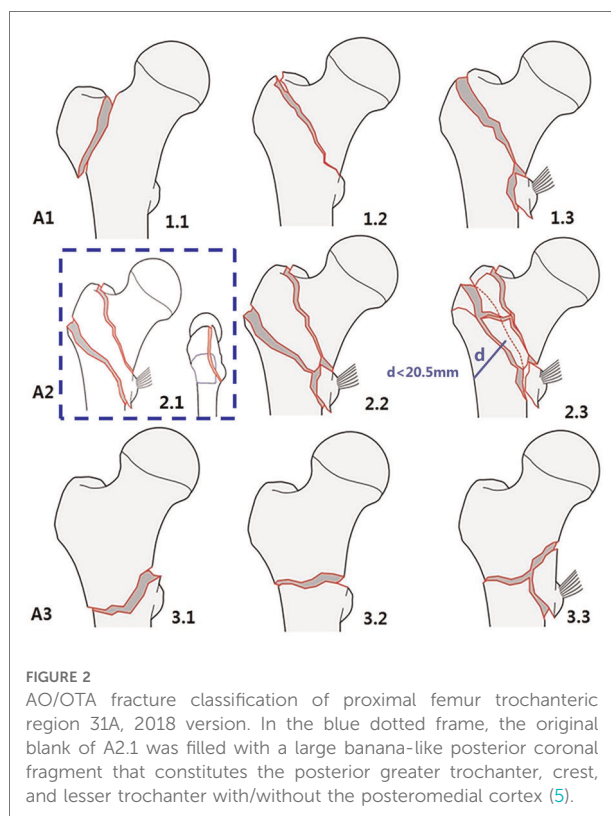 A1 1.1 1.2 1.3
A2 2.1 2.2 d<20.5mm d 2.3
A3 3.1 3.2 3.3
FIGURE 2
AO/OTA fracture classification of proximal femur trochanteric
region 31A, 2018 version. In the blue dotted frame, the original
blank of A2.1 was filled with a large banana-like posterior coronal
fragment that constitutes the posterior greater trochanter, crest,
and lesser trochanter with/without the posteromedial cortex (5).